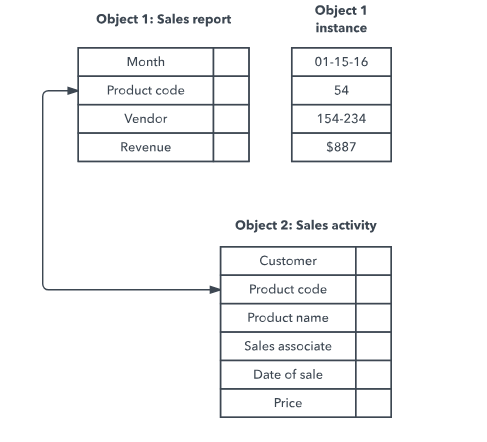 Object 1: Sales report
Object 1
instance
Month
01-15-16
Product code
54
Vendor
154-234
Revenue
$887
Object 2: Sales activity
Customer
Product code
Product name
Sales associate
Date of sale
Price